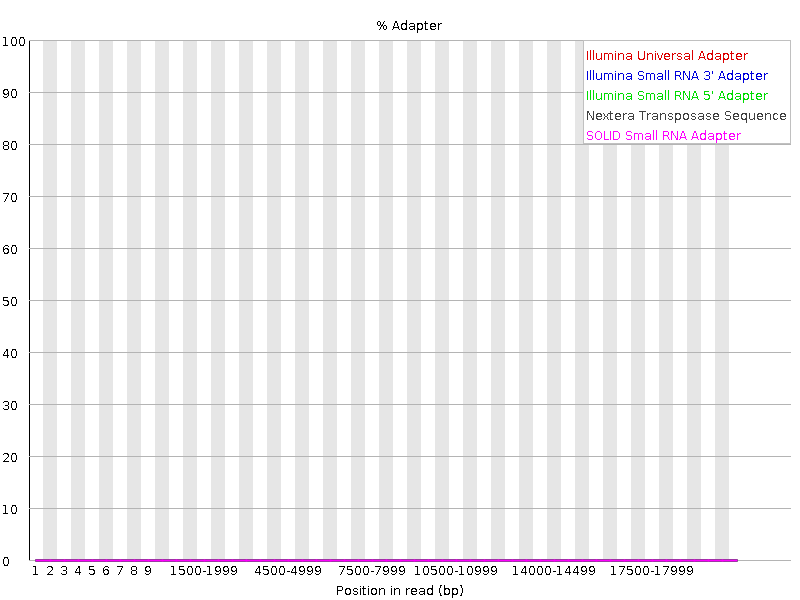 % Adapter
100
90
80
70
60
50
40
30
20
10
0
Illumina Universal Adapter
Illumina Small RNA 3' Adapter
Illumina Small RNA 5' Adapter
Nextera Transposase Sequence
SOLID Small RNA Adapter
1 2 3 4 5 6 7 8 9 1500-1999 4500-4999 7500-7999 10500-10999 14000-14499 17500-17999
Position in read (bp)